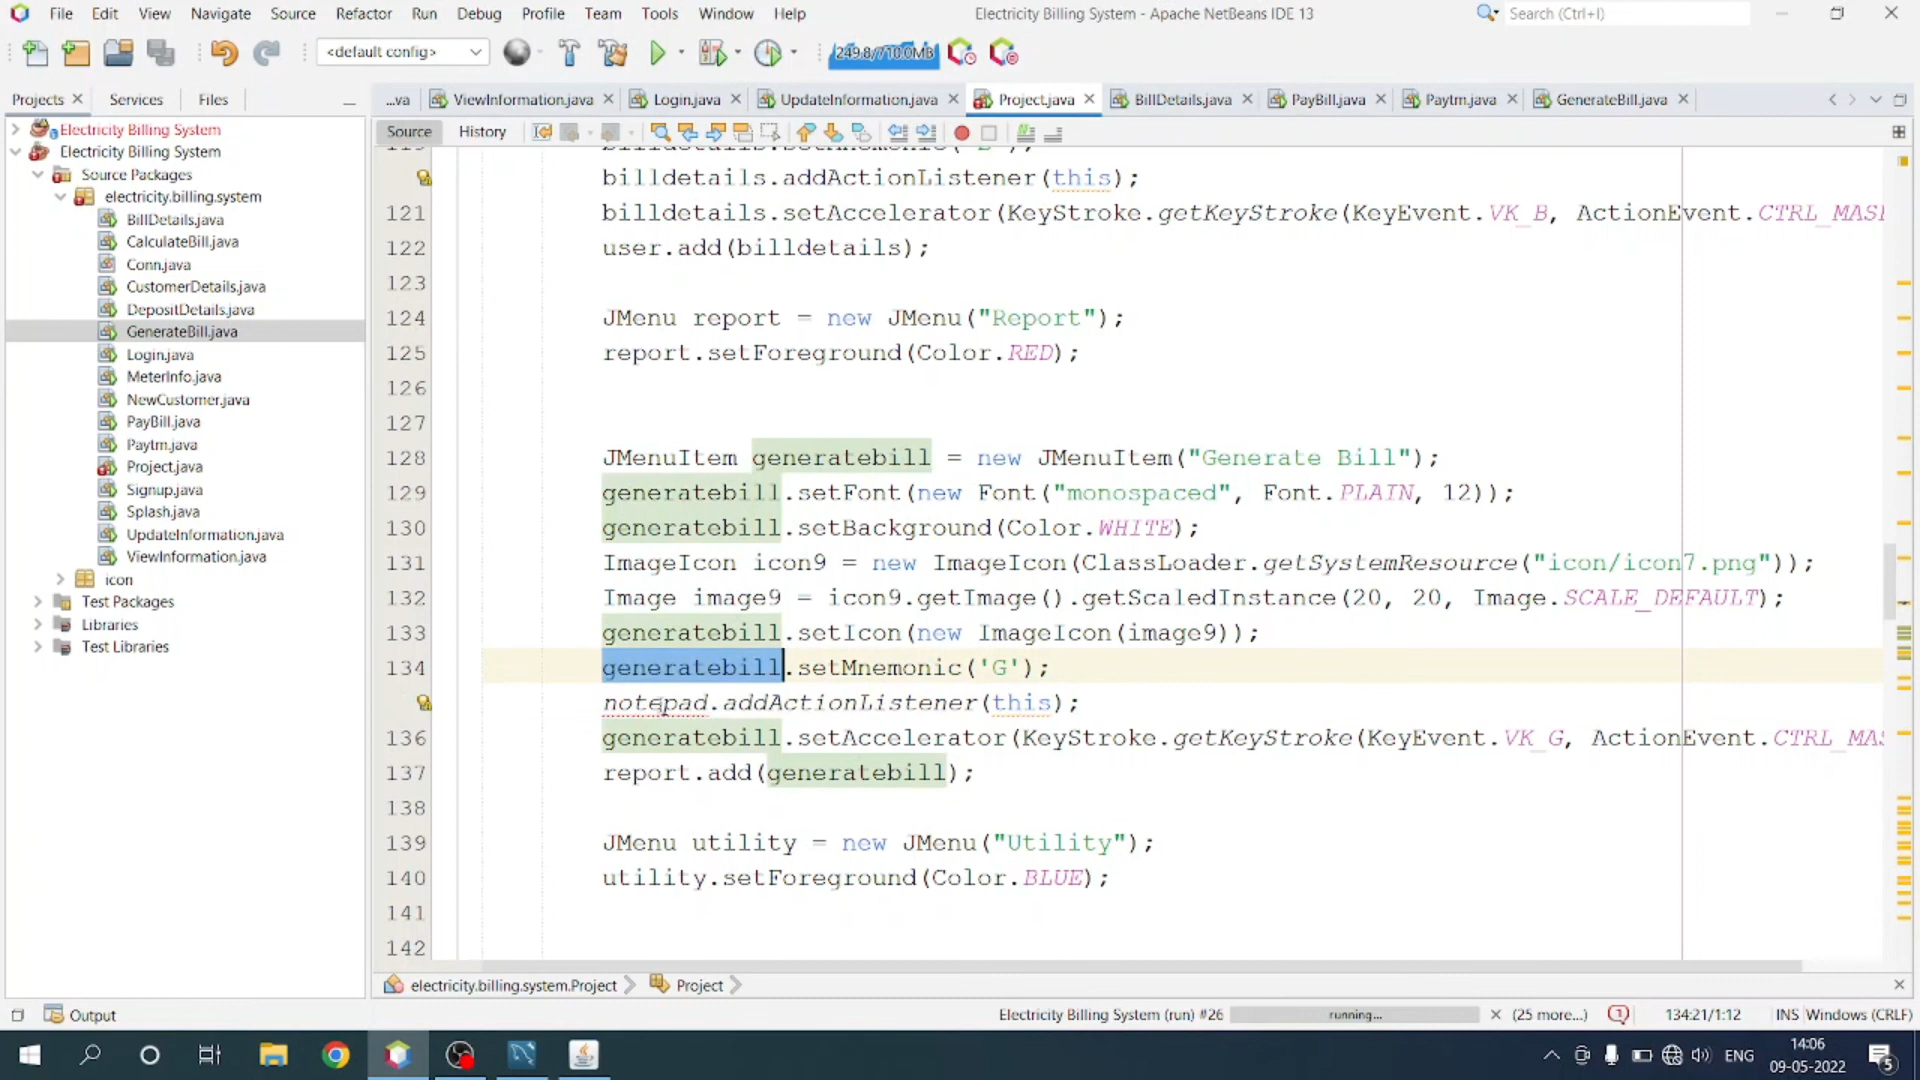 File Edit View Navigate Source Refactor Run Debug Profile Team Tools Window Help
Electricity Billing System - Apache NetBeans IDE 13
Search (Ctrl+I)
<default config>
249.8/710.0MB
Projects
Services
Files
...va
ViewInformation.java
Login.java
UpdateInformation.java
Project.java
BillDetails.java
PayBill.java
Paytm.java
GenerateBill.java
Source
History
Electricity Billing System
Electricity Billing System
Source Packages
electricity.billing.system
BillDetails.java
CalculateBill.java
Conn.java
CustomerDetails.java
DepositDetails.java
GenerateBill.java
Login.java
MeterInfo.java
NewCustomer.java
PayBill.java
Paytm.java
Project.java
Signup.java
Splash.java
UpdateInformation.java
ViewInformation.java
icon
Test Packages
Libraries
Test Libraries
billdetails.addActionListener(this);
121 billdetails.setAccelerator(KeyStroke.getKeyStroke(KeyEvent.VK_B, ActionEvent.CTRL_MAS
122 user.add(billdetails);
123
124 JMenu report = new JMenu("Report");
125 report.setForeground(Color.RED);
126
127
128 JMenuItem generatebill = new JMenuItem("Generate Bill");
129 generatebill.setFont(new Font("monospaced", Font.PLAIN, 12));
130 generatebill.setBackground(Color.WHITE);
131 ImageIcon icon9 = new ImageIcon(ClassLoader.getSystemResource("icon/icon7.png"));
132 Image image9 = icon9.getImage().getScaledInstance(20, 20, Image.SCALE_DEFAULT);
133 generatebill.setIcon(new ImageIcon(image9));
134 generatebill.setMnemonic('G');
notepad.addActionListener(this);
136 generatebill.setAccelerator(KeyStroke.getKeyStroke(KeyEvent.VK_G, ActionEvent.CTRL_MAS
137 report.add(generatebill);
138
139 JMenu utility = new JMenu("Utility");
140 utility.setForeground(Color.BLUE);
141
142
electricity.billing.system.Project
Project
Output
Electricity Billing System (run) #26
running...
(25 more...)
1
134:21/1:12
INS
Windows (CRLF)
ENG
14:06
09-05-2022
5